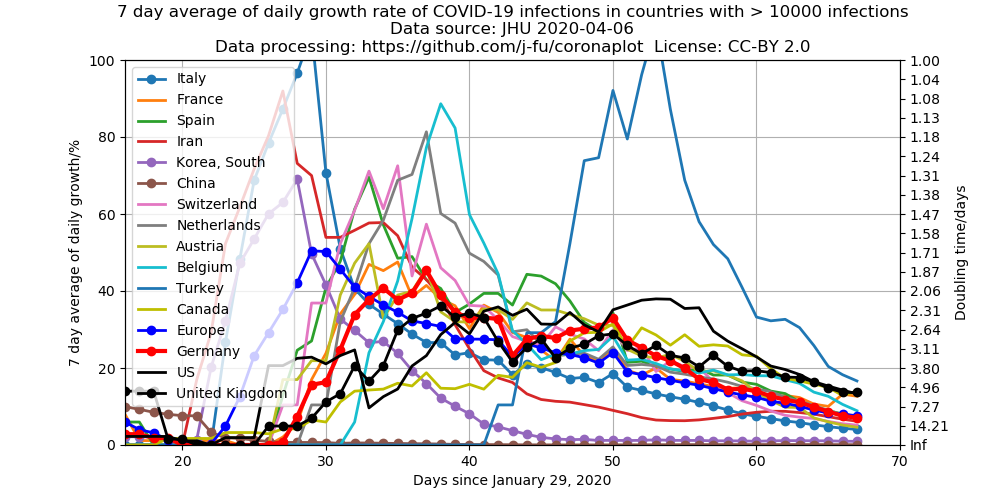 7 day average of daily growth rate of COVID-19 infections in countries with > 10000 infections
Data source: JHU 2020-04-06
Data processing: https://github.com/j-fu/coronaplot  License: CC-BY 2.0
7 day average of daily growth/%
100
80
60
40
20
0
Italy
France
Spain
Iran
Korea, South
China
Switzerland
Netherlands
Austria
Belgium
Turkey
Canada
Europe
Germany
US
United Kingdom
1.00
1.04
1.08
1.13
1.18
1.24
1.31
1.38
1.47
1.58
1.71
1.87
2.06
2.31
2.64
3.11
3.80
4.96
7.27
14.21
Inf
Doubling time/days
20 30 40 50 60 70
Days since January 29, 2020